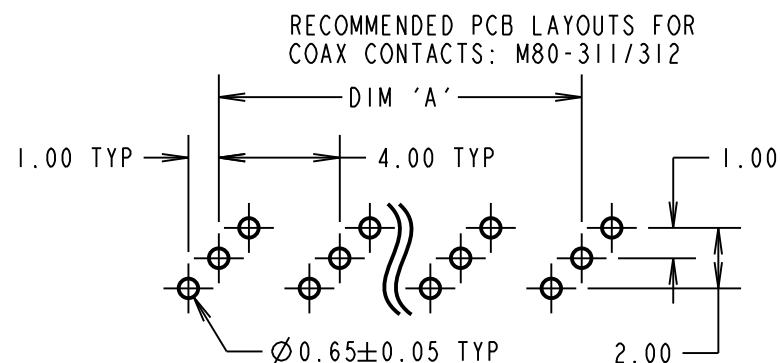 RECOMMENDED PCB LAYOUTS FOR
COAX CONTACTS: M80-311/312
DIM 'A'
1.00 TYP
4.00 TYP
1.00
Ø0.65±0.05 TYP
2.00